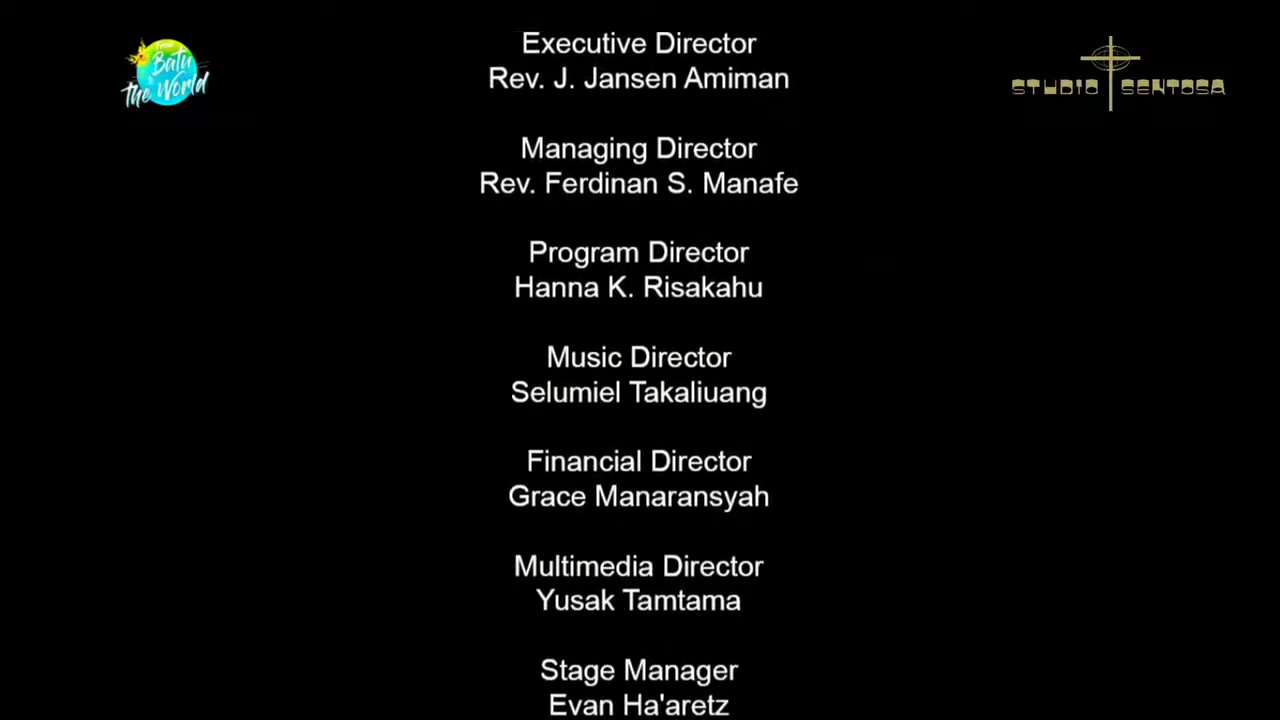 From
Batu
to
the World
STUDIO SENTOSA
Executive Director
Rev. J. Jansen Amiman
Managing Director
Rev. Ferdinan S. Manafe
Program Director
Hanna K. Risakahu
Music Director
Selumiel Takaliuang
Financial Director
Grace Manaransyah
Multimedia Director
Yusak Tamtama
Stage Manager
Evan Ha'aretz